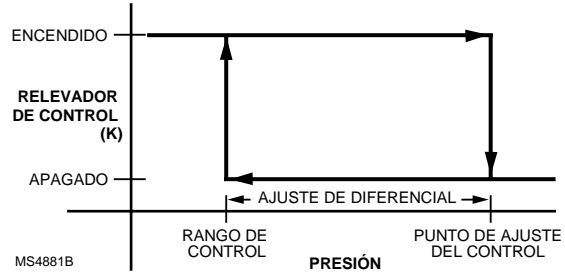 ENCENDIDO
RELEVADOR
DE CONTROL
(K)
APAGADO
AJUSTE DE DIFERENCIAL
RANGO DE
CONTROL
PUNTO DE AJUSTE
DEL CONTROL
MS4881B
PRESIÓN